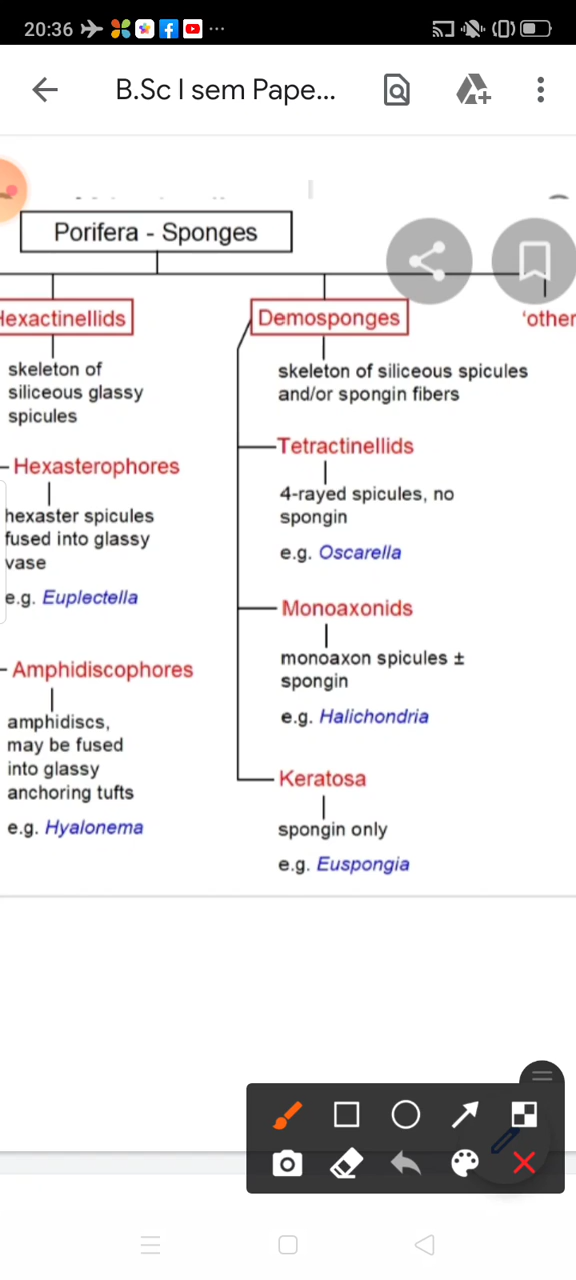 20:36
B.Sc I sem Pape...
Porifera - Sponges
Hexactinellids
skeleton of
siliceous glassy
spicules
Hexasterophores
hexaster spicules
fused into glassy
vase
e.g. Euplectella
Amphidiscophores
amphidiscs,
may be fused
into glassy
anchoring tufts
e.g. Hyalonema
Demosponges
skeleton of siliceous spicules
and/or spongin fibers
Tetractinellids
4-rayed spicules, no
spongin
e.g. Oscarella
Monoaxonids
monoaxon spicules ±
spongin
e.g. Halichondria
Keratosa
spongin only
e.g. Euspongia
'other